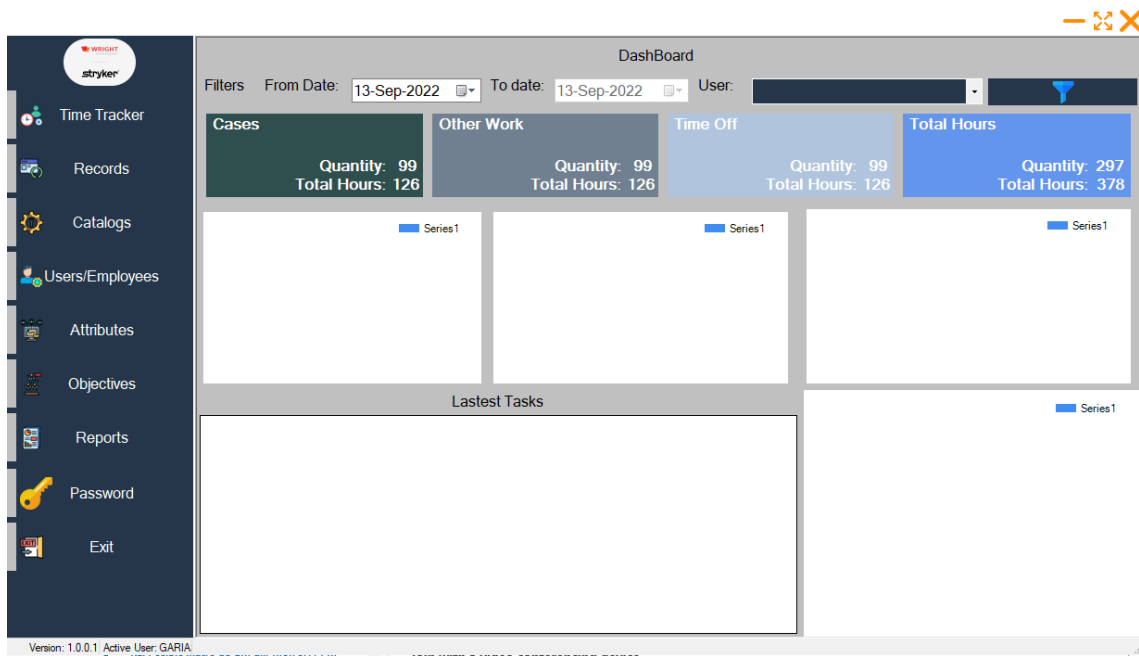 WRIGHT
stryker
Time Tracker
Records
Catalogs
Users/Employees
Attributes
Objectives
Reports
Password
Exit
DashBoard
Filters From Date: 13-Sep-2022 To date: 13-Sep-2022 User:
Cases
Quantity: 99
Total Hours: 126
Other Work
Quantity: 99
Total Hours: 126
Time Off
Quantity: 99
Total Hours: 126
Total Hours
Quantity: 297
Total Hours: 378
Series1
Series1
Series1
Lastest Tasks
Series1
Version: 1.0.0.1 Active User: GARIA